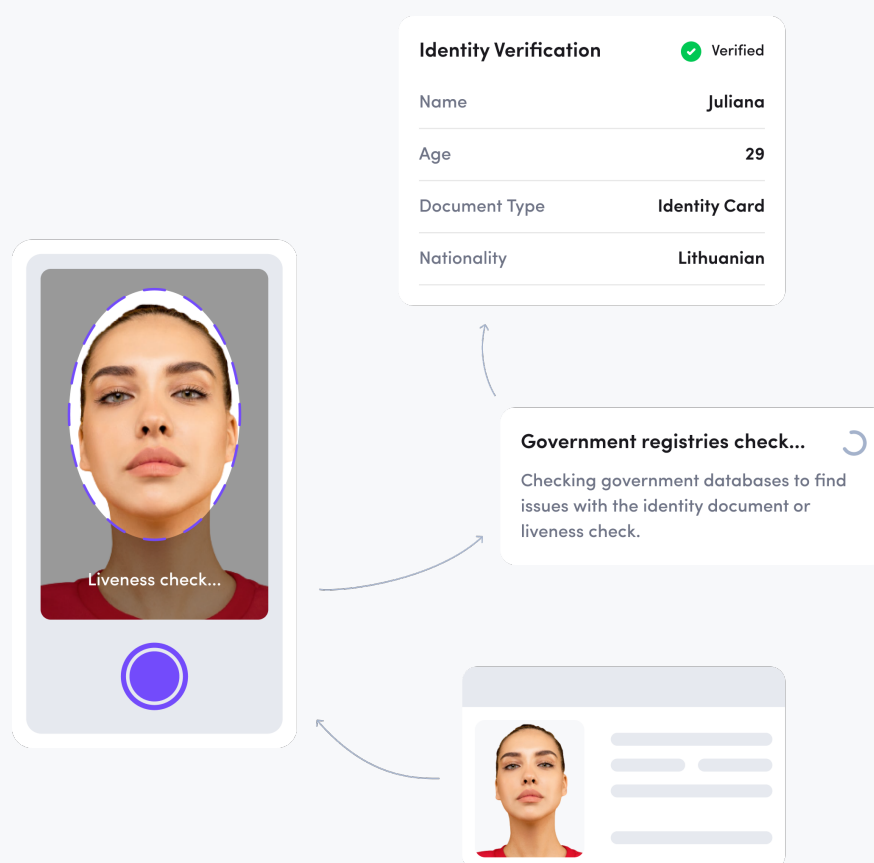 Identity Verification
Verified
Name Juliana
Age 29
Document Type Identity Card
Nationality Lithuanian
Liveness check...
Government registries check...
Checking government databases to find
issues with the identity document or
liveness check.